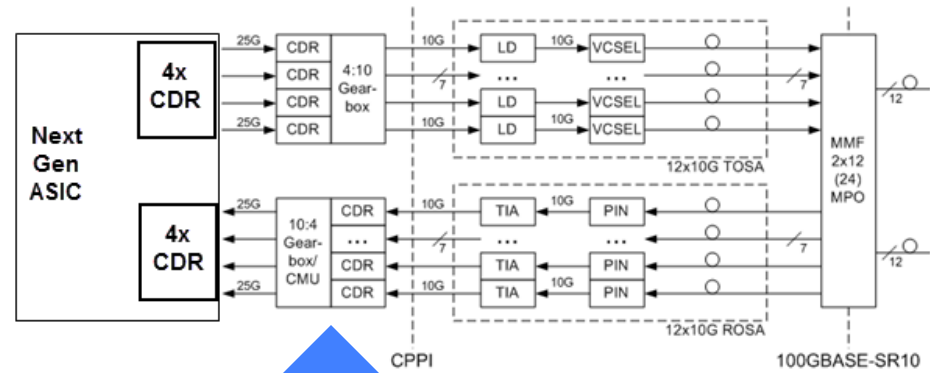 Next
Gen
ASIC
4x
CDR
25G
25G
CDR
CDR
CDR
CDR
4:10
Gear-
box
10G
7
10G
LD
...
LD
LD
10G
10G
VCSEL
...
VCSEL
VCSEL
7
12x10G TOSA
MMF
2x12
(24)
MPO
12
12
4x
CDR
25G
25G
10:4
Gear-
box/
CMU
CDR
...
CDR
CDR
10G
7
10G
TIA
...
TIA
TIA
10G
10G
PIN
...
PIN
PIN
7
12x10G ROSA
CPPI
100GBASE-SR10